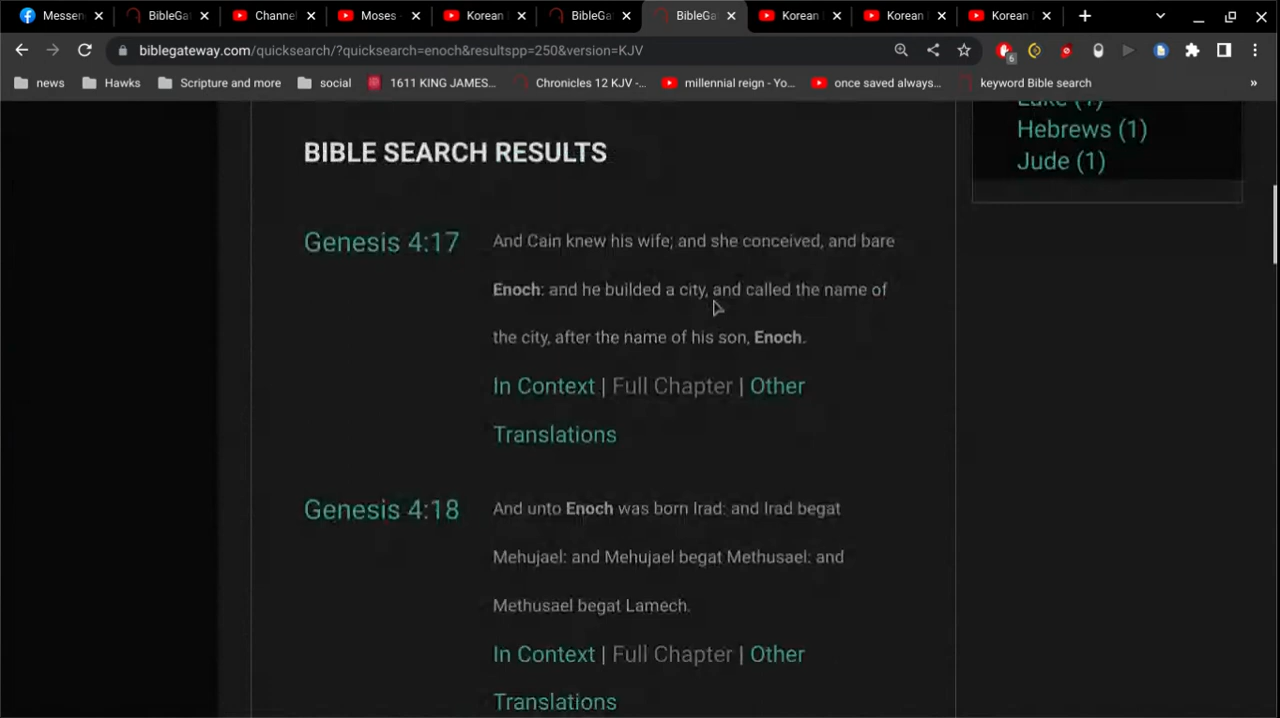 Messen
BibleGa
Channel
Moses -
Korean
BibleGa
BibleGa
Korean
Korean
Korean
biblegateway.com/quicksearch/?quicksearch=enoch&resultspp=250&version=KJV
6
news
Hawks
Scripture and more
social
1611 KING JAMES...
Chronicles 12 KJV -...
millennial reign - Yo...
once saved always...
keyword Bible search
»
Hebrews (1)
Jude (1)
BIBLE SEARCH RESULTS
Genesis 4:17
And Cain knew his wife; and she conceived, and bare
Enoch: and he builded a city, and called the name of
the city, after the name of his son, Enoch.
In Context | Full Chapter | Other
Translations
Genesis 4:18
And unto Enoch was born Irad: and Irad begat
Mehujael: and Mehujael begat Methusael: and
Methusael begat Lamech.
In Context | Full Chapter | Other
Translations